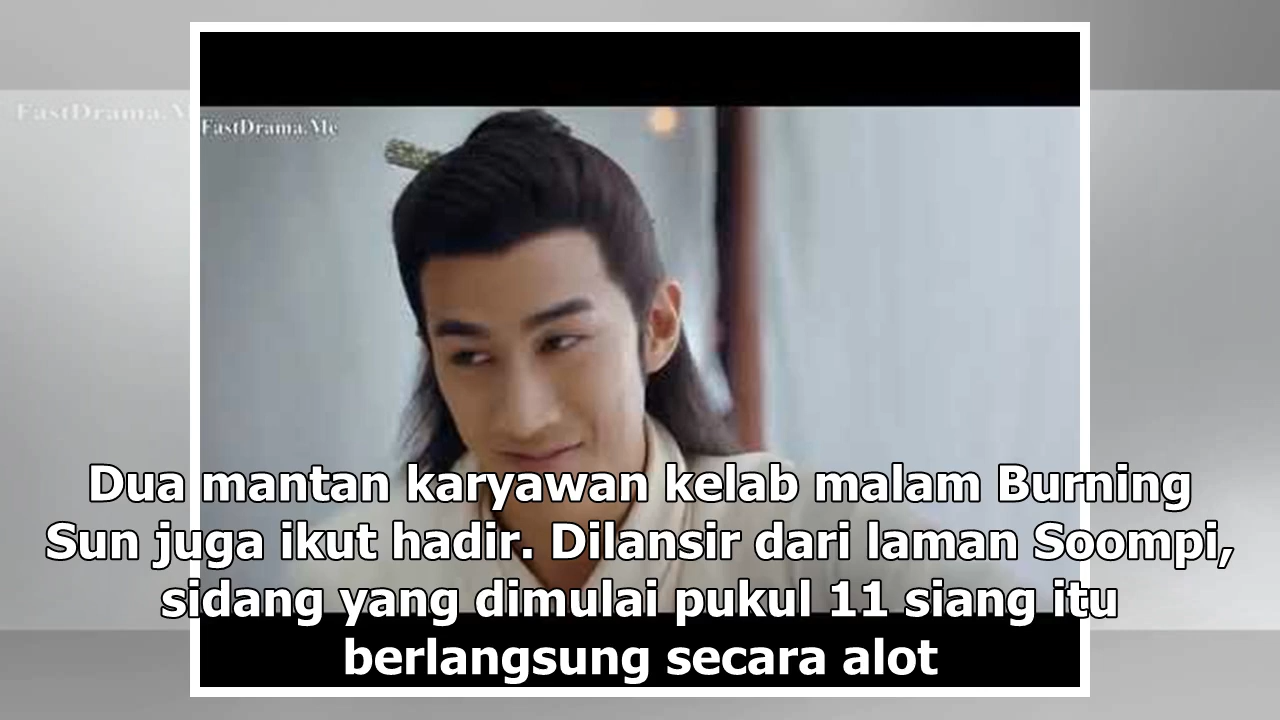 FastDrama.M
FastDrama.Me
Dua mantan karyawan kelab malam Burning
Sun juga ikut hadir. Dilansir dari laman Soompi,
sidang yang dimulai pukul 11 siang itu
berlangsung secara alot